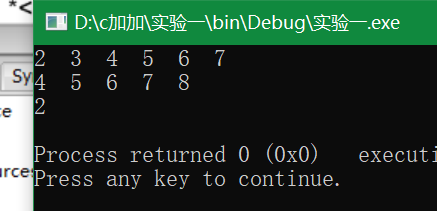 *<
D:\c加加\实验一\bin\Debug\实验一.exe
2 3 4 5 6 7
4 5 6 7 8
2
Process returned 0 (0x0) executi
Press any key to continue.